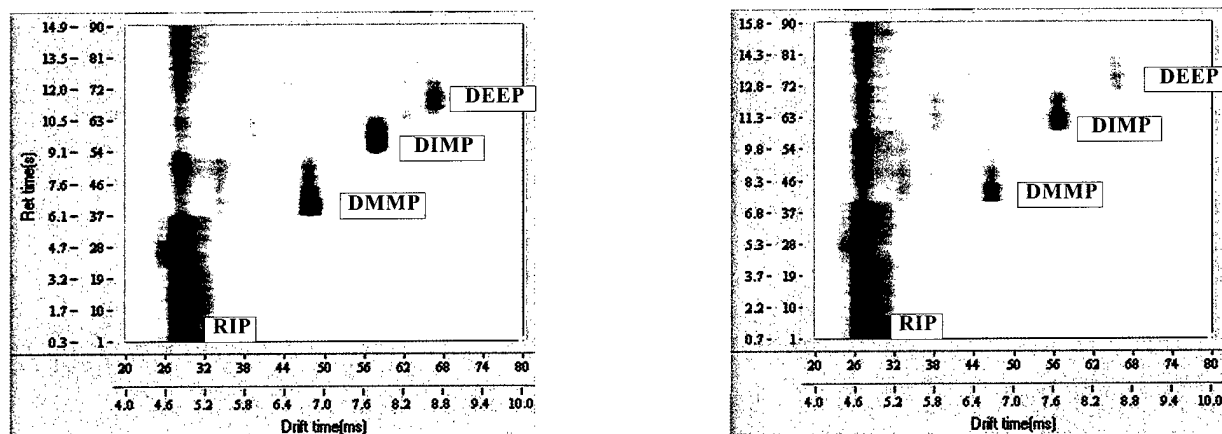 14.9- 90-
13.5- 81-
12.0- 72-
10.5- 63-
9.1- 54-
7.6- 46-
6.1- 37-
4.7- 28-
3.2- 19-
1.7- 10-
0.3- 1-
Ret time[s]
DEEP
DIMP
DMMP
RIP
20 26 32 38 44 50 56 62 68 74 80
4.0 4.6 5.2 5.8 6.4 7.0 7.6 8.2 8.8 9.4 10.0
Drift time[ms]
15.8- 90-
14.3- 81-
12.8- 72-
11.3- 63-
9.8- 54-
8.3- 46-
6.8- 37-
5.3- 28-
3.7- 19-
2.2- 10-
0.7- 1-
DEEP
DIMP
DMMP
RIP
20 26 32 38 44 50 56 62 68 74 80
4.0 4.6 5.2 5.8 6.4 7.0 7.6 8.2 8.8 9.4 10.0
Drift time[ms]